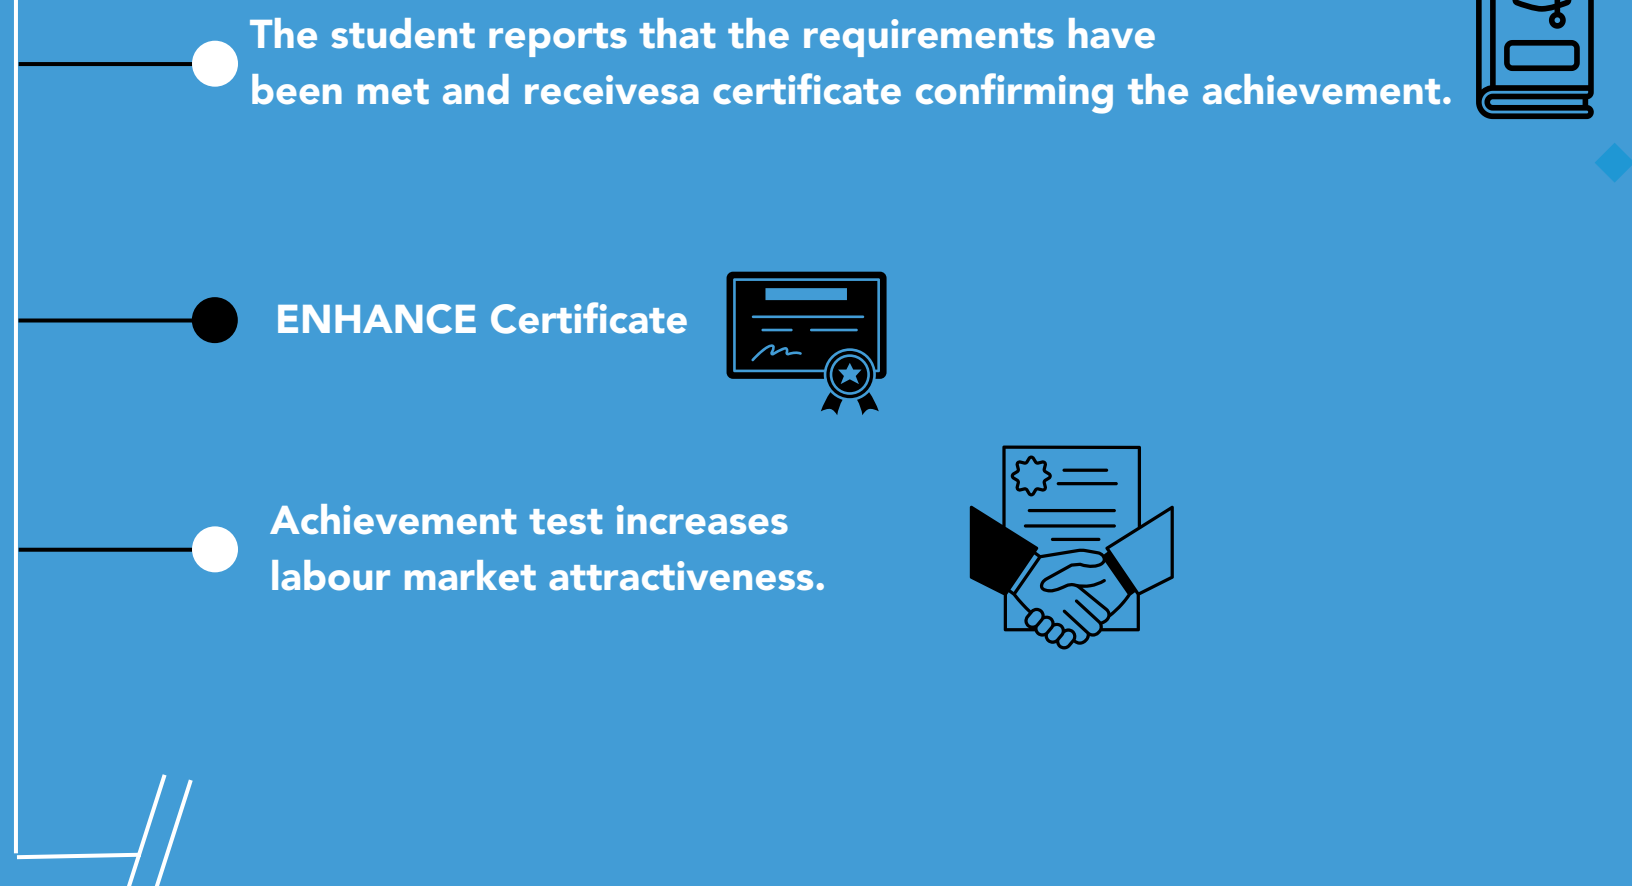 The student reports that the requirements have
been met and receivesa certificate confirming the achievement.
ENHANCE Certificate
Achievement test increases
labour market attractiveness.